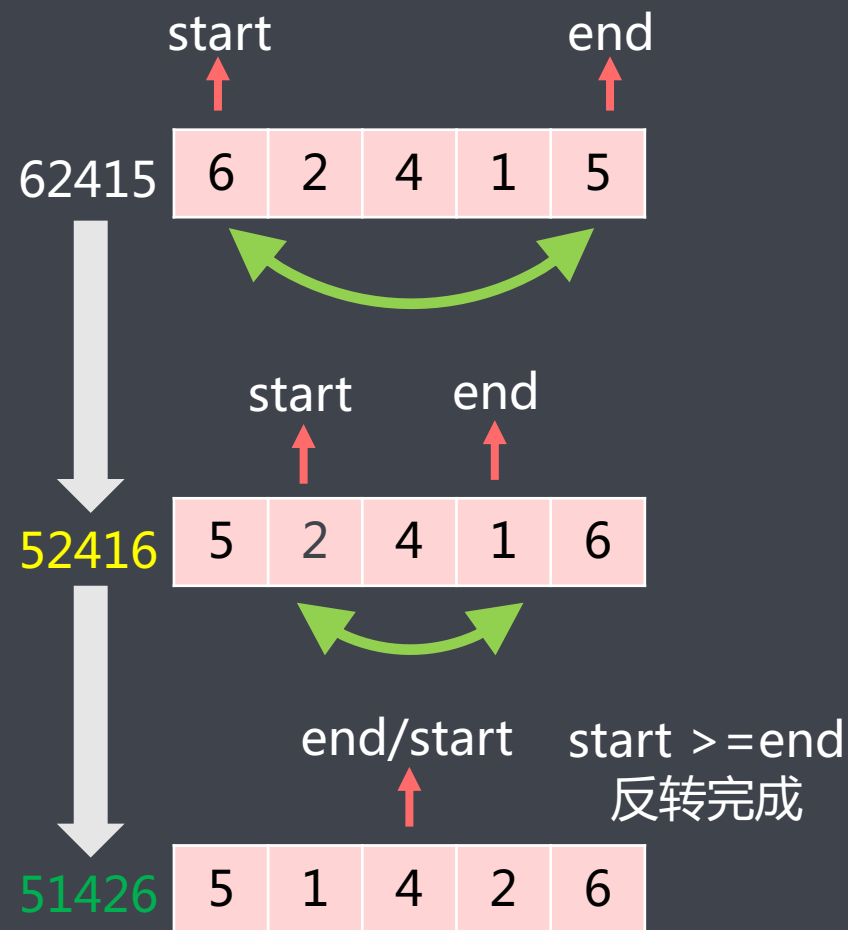 start end
62415 6 2 4 1 5
start end
52416 5 2 4 1 6
end/start start >=end
反转完成
51426 5 1 4 2 6